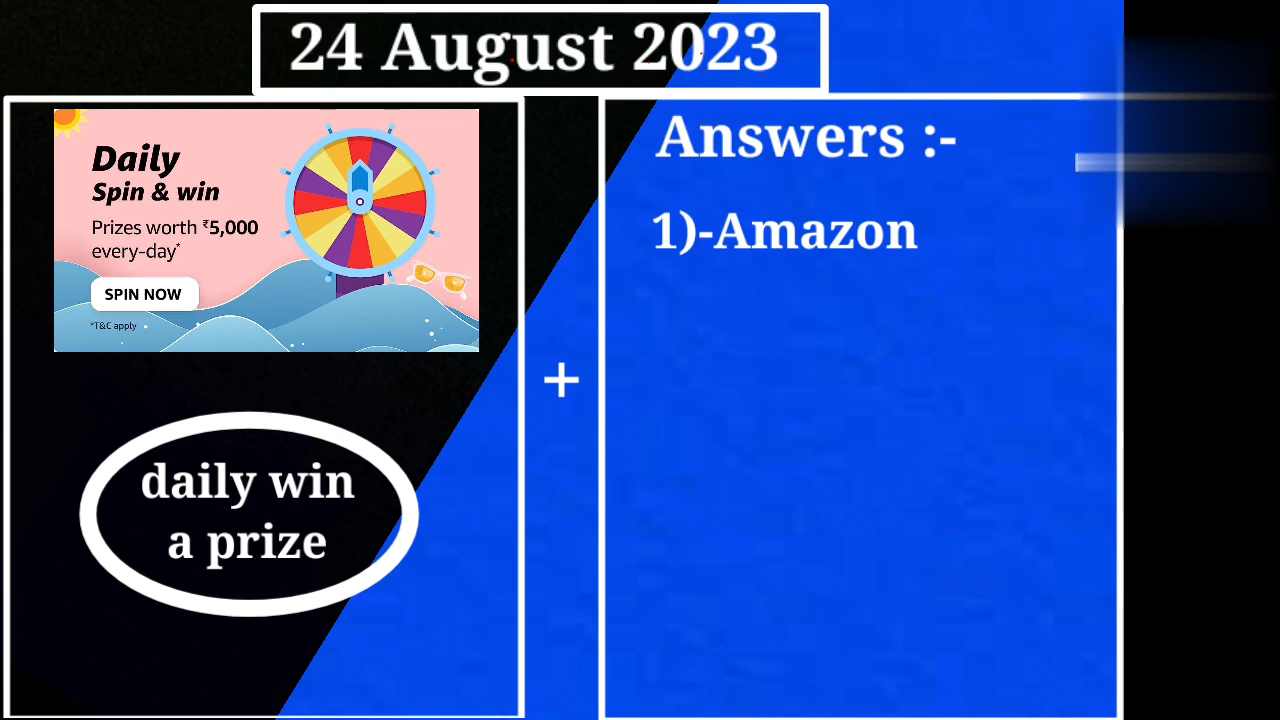 24 August 2023
Daily
Spin & win
Prizes worth ₹5,000
every-day*
SPIN NOW
*T&C apply
daily win
a prize
+
Answers :-
1)-Amazon